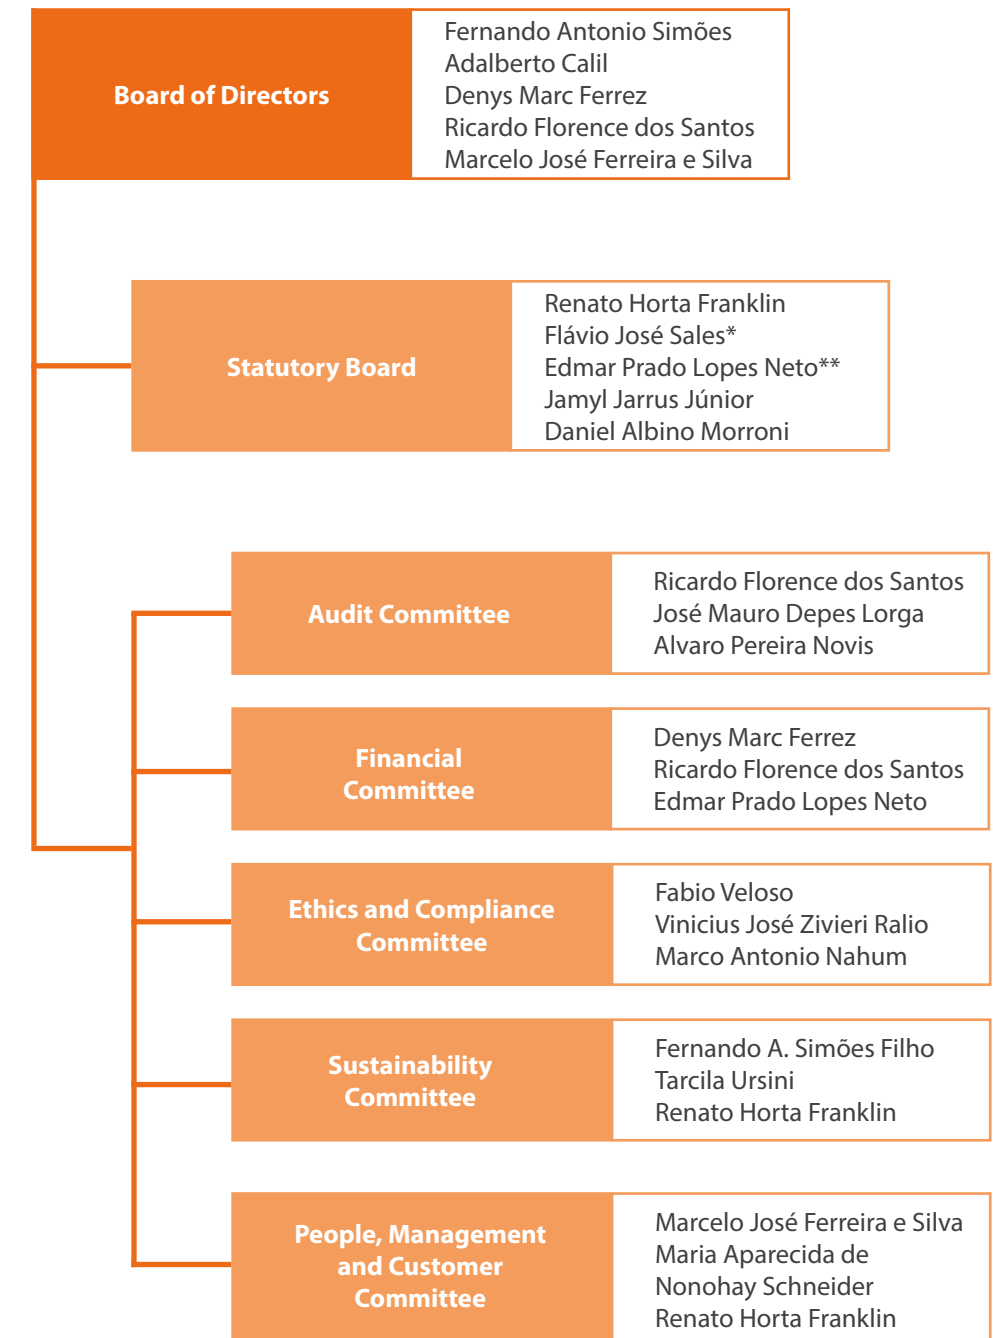 Board of Directors
Fernando Antonio Simões
Adalberto Calil
Denys Marc Ferrez
Ricardo Florence dos Santos
Marcelo José Ferreira e Silva
Statutory Board
Renato Horta Franklin
Flávio José Sales*
Edmar Prado Lopes Neto**
Jamyl Jarrus Júnior
Daniel Albino Morroni
Audit Committee
Ricardo Florence dos Santos
José Mauro Depes Lorga
Alvaro Pereira Novis
Financial
Committee
Denys Marc Ferrez
Ricardo Florence dos Santos
Edmar Prado Lopes Neto
Ethics and Compliance
Committee
Fabio Veloso
Vinicius José Zivieri Ralio
Marco Antonio Nahum
Sustainability
Committee
Fernando A. Simões Filho
Tarcila Ursini
Renato Horta Franklin
People, Management
and Customer
Committee
Marcelo José Ferreira e Silva
Maria Aparecida de
Nonohay Schneider
Renato Horta Franklin